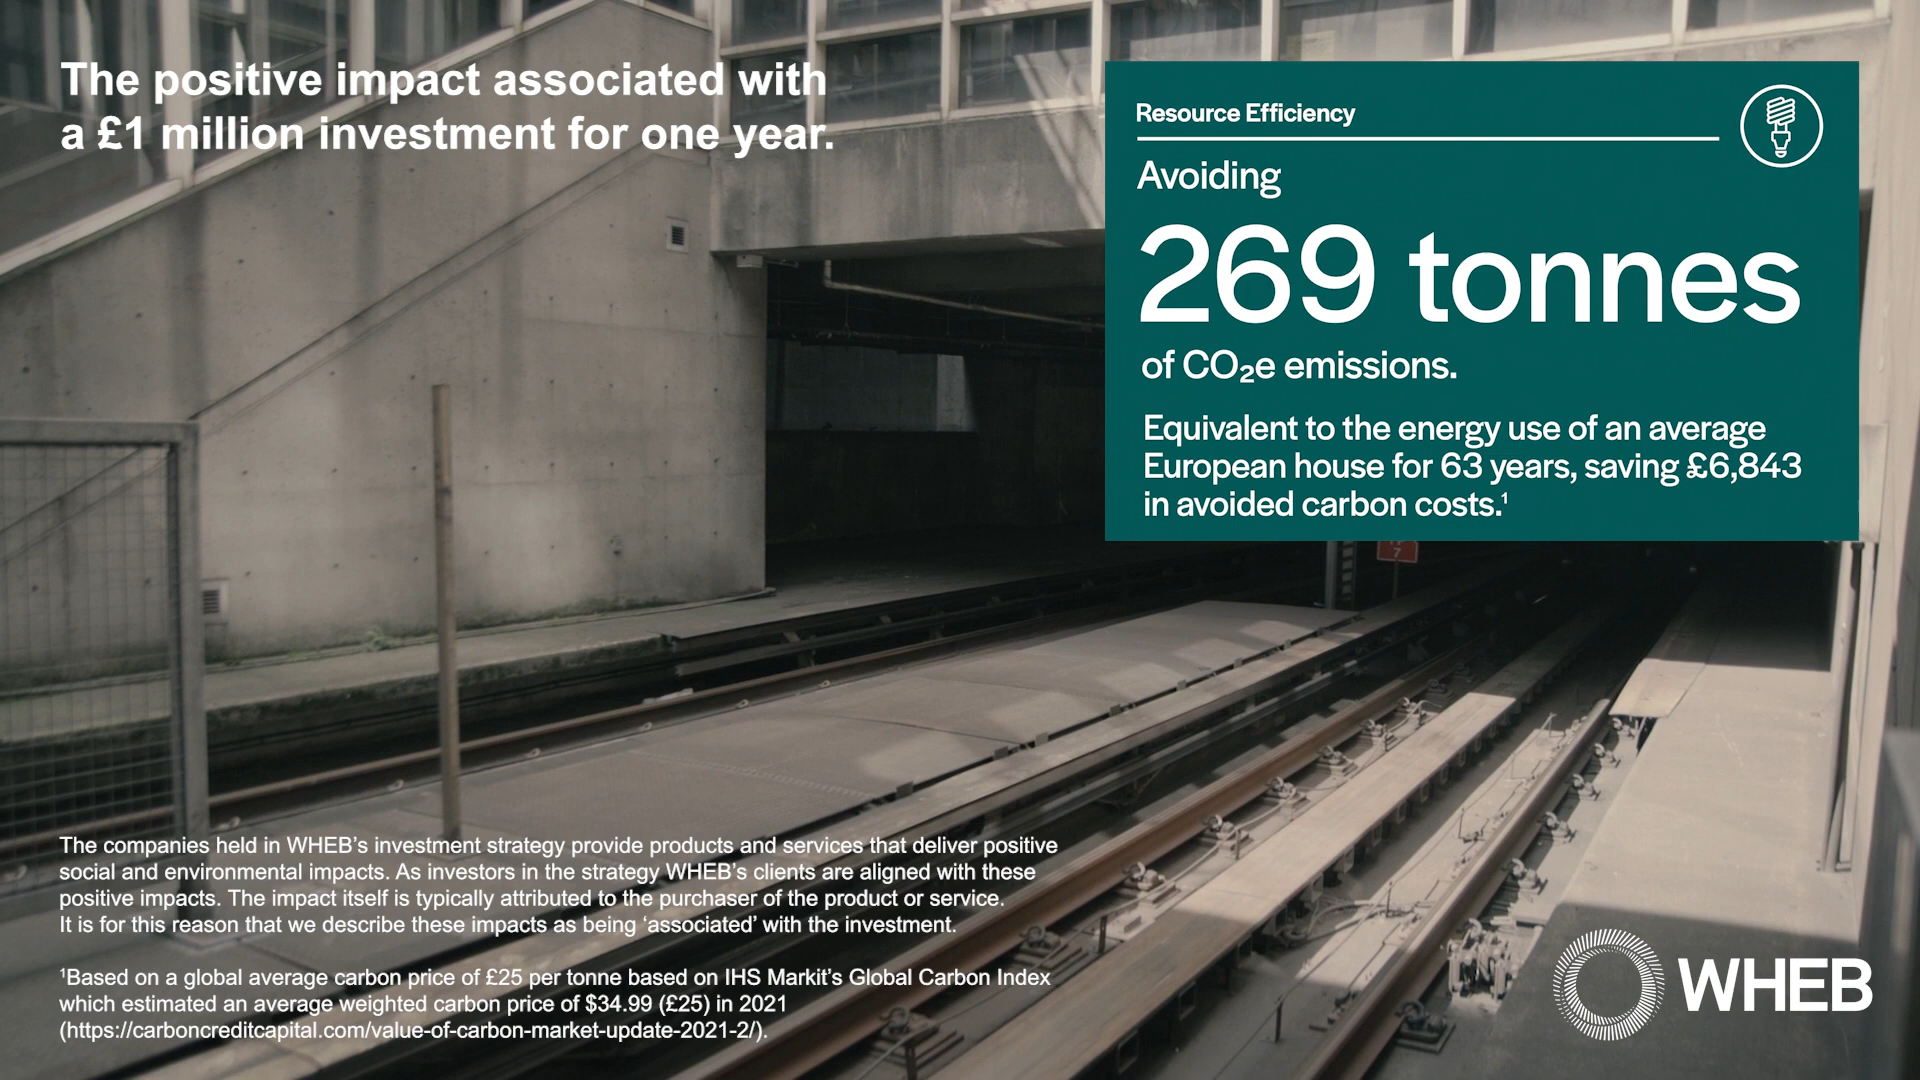 The positive impact associated with
a £1 million investment for one year.
Resource Efficiency
Avoiding
269 tonnes
of CO₂e emissions.
Equivalent to the energy use of an average
European house for 63 years, saving £6,843
in avoided carbon costs.¹
7
The companies held in WHEB’s investment strategy provide products and services that deliver positive
social and environmental impacts. As investors in the strategy WHEB’s clients are aligned with these
positive impacts. The impact itself is typically attributed to the purchaser of the product or service.
It is for this reason that we describe these impacts as being ‘associated’ with the investment.
¹Based on a global average carbon price of £25 per tonne based on IHS Markit’s Global Carbon Index
which estimated an average weighted carbon price of $34.99 (£25) in 2021
(https://carboncreditcapital.com/value-of-carbon-market-update-2021-2/).
WHEB